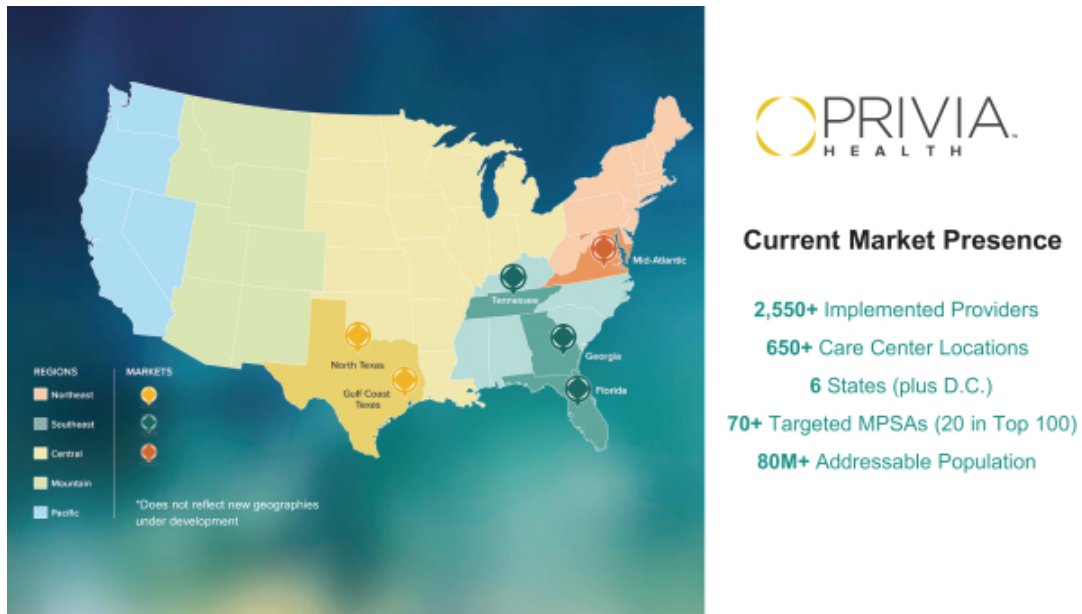 Mid-Atlantic
Tennessee
Georgia
North Texas
Florida
Gulf Coast
Texas
REGIONS
MARKETS
Northeast
Southeast
Central
Mountain
Pacific
*Does not reflect new geographies
under development
PRIVIA™
HEALTH
Current Market Presence
2,550+ Implemented Providers
650+ Care Center Locations
6 States (plus D.C.)
70+ Targeted MPSAs (20 in Top 100)
80M+ Addressable Population